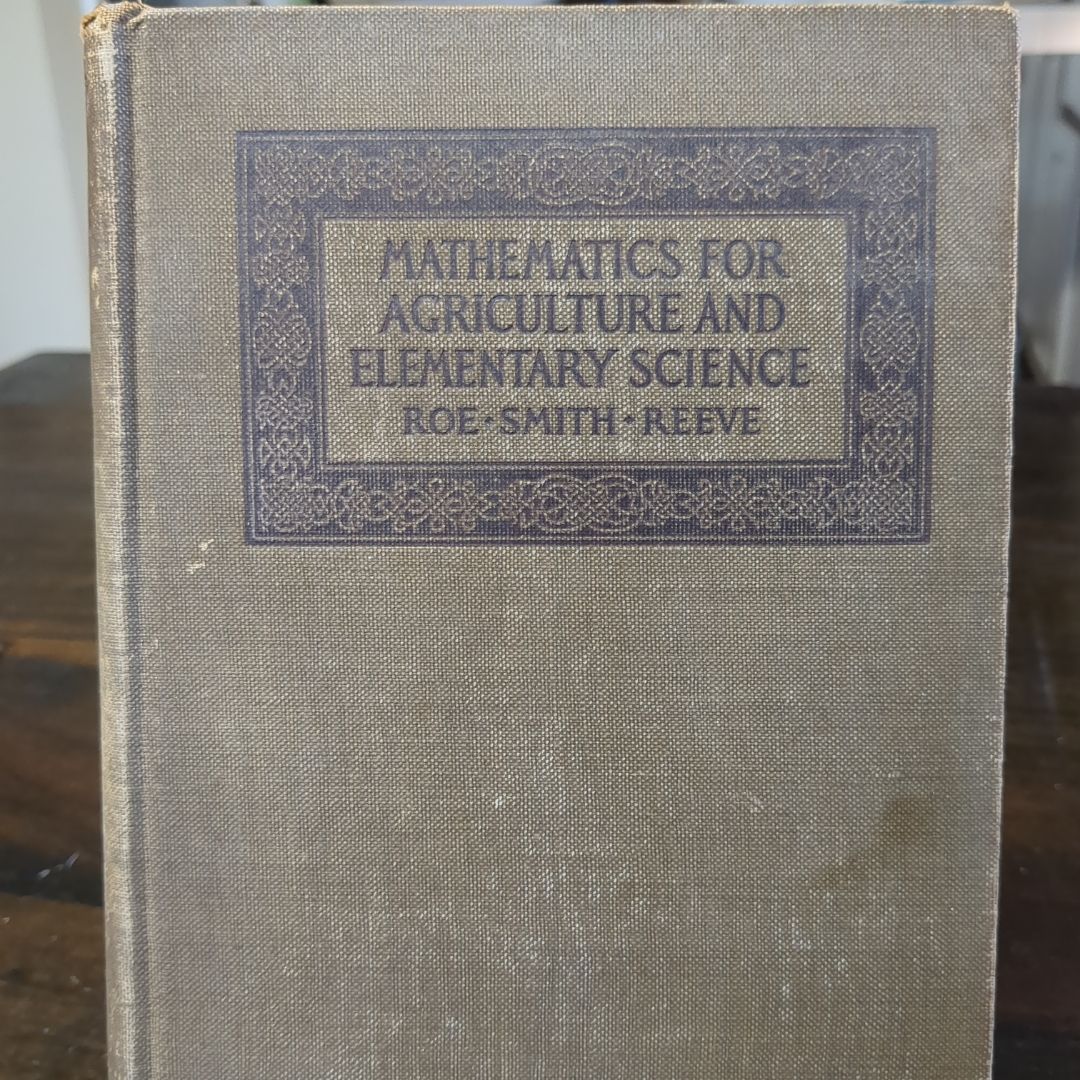 MATHEMATICS FOR
AGRICULTURE AND
ELEMENTARY SCIENCE
ROE·SMITH·REEVE